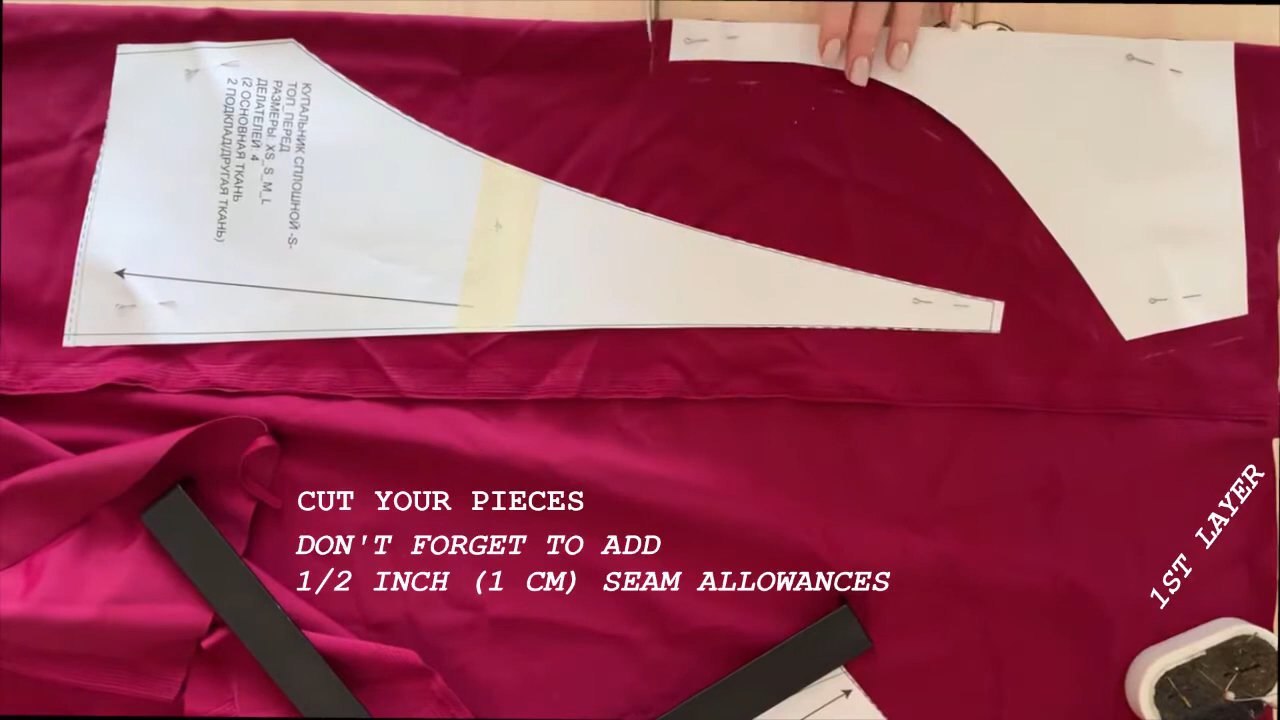 КУПАЛЬНИК СПЛОШНОЙ -S-
ТОП_ПЕРЕД
РАЗМЕРЫ: XS_S_M_L
ДЕЛАТЕЛЕЙ: 4
(2 ОСНОВНАЯ ТКАНЬ
2 ПОДКЛАД/ДРУГАЯ ТКАНЬ)
CUT YOUR PIECES
DON'T FORGET TO ADD
1/2 INCH (1 CM) SEAM ALLOWANCES
1ST LAYER